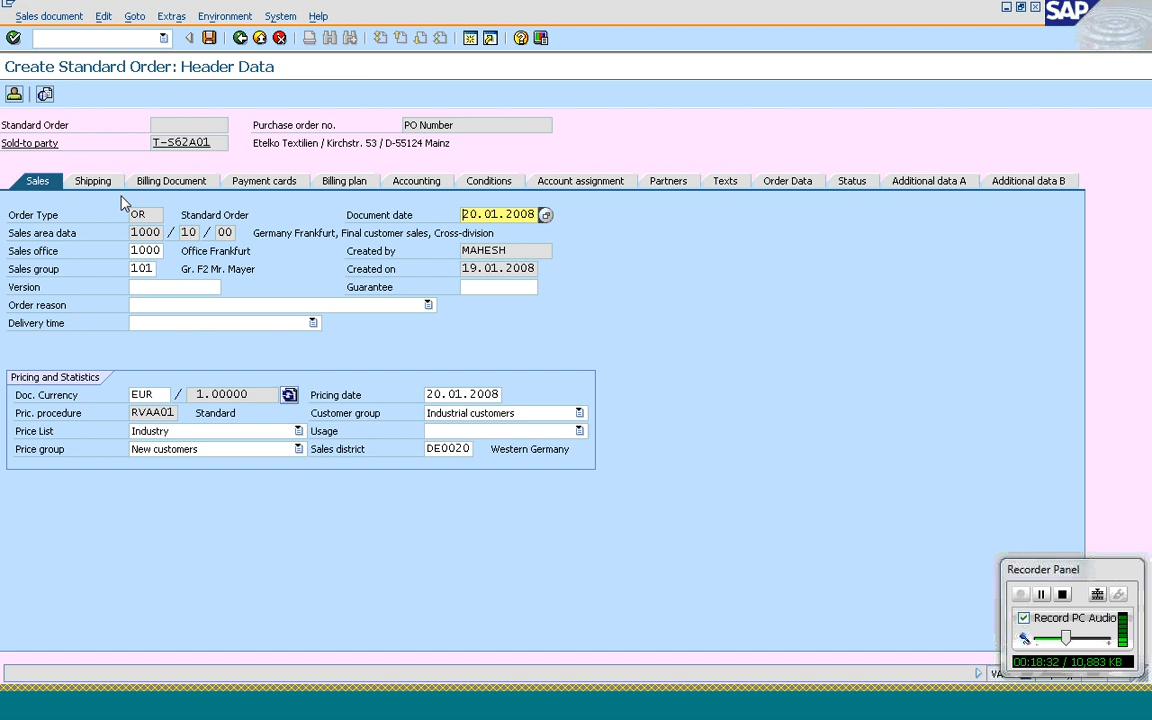 Sales document Edit Goto Extras Environment System Help
SAP
Create Standard Order: Header Data
Standard Order Purchase order no. PO Number
Sold-to party T-S62A01 Etelko Textilien / Kirchstr. 53 / D-55124 Mainz
Sales Shipping Billing Document Payment cards Billing plan Accounting Conditions Account assignment Partners Texts Order Data Status Additional data A Additional data B
Order Type OR Standard Order Document date 20.01.2008
Sales area data 1000 / 10 / 00 Germany Frankfurt, Final customer sales, Cross-division
Sales office 1000 Office Frankfurt Created by MAHESH
Sales group 101 Gr. F2 Mr. Mayer Created on 19.01.2008
Version Guarantee
Order reason
Delivery time
Pricing and Statistics
Doc. Currency EUR / 1.00000 Pricing date 20.01.2008
Pric. procedure RVAA01 Standard Customer group Industrial customers
Price List Industry Usage
Price group New customers Sales district DE0020 Western Germany
Recorder Panel
Record PC Audio
00:18:32 / 10,883 KB